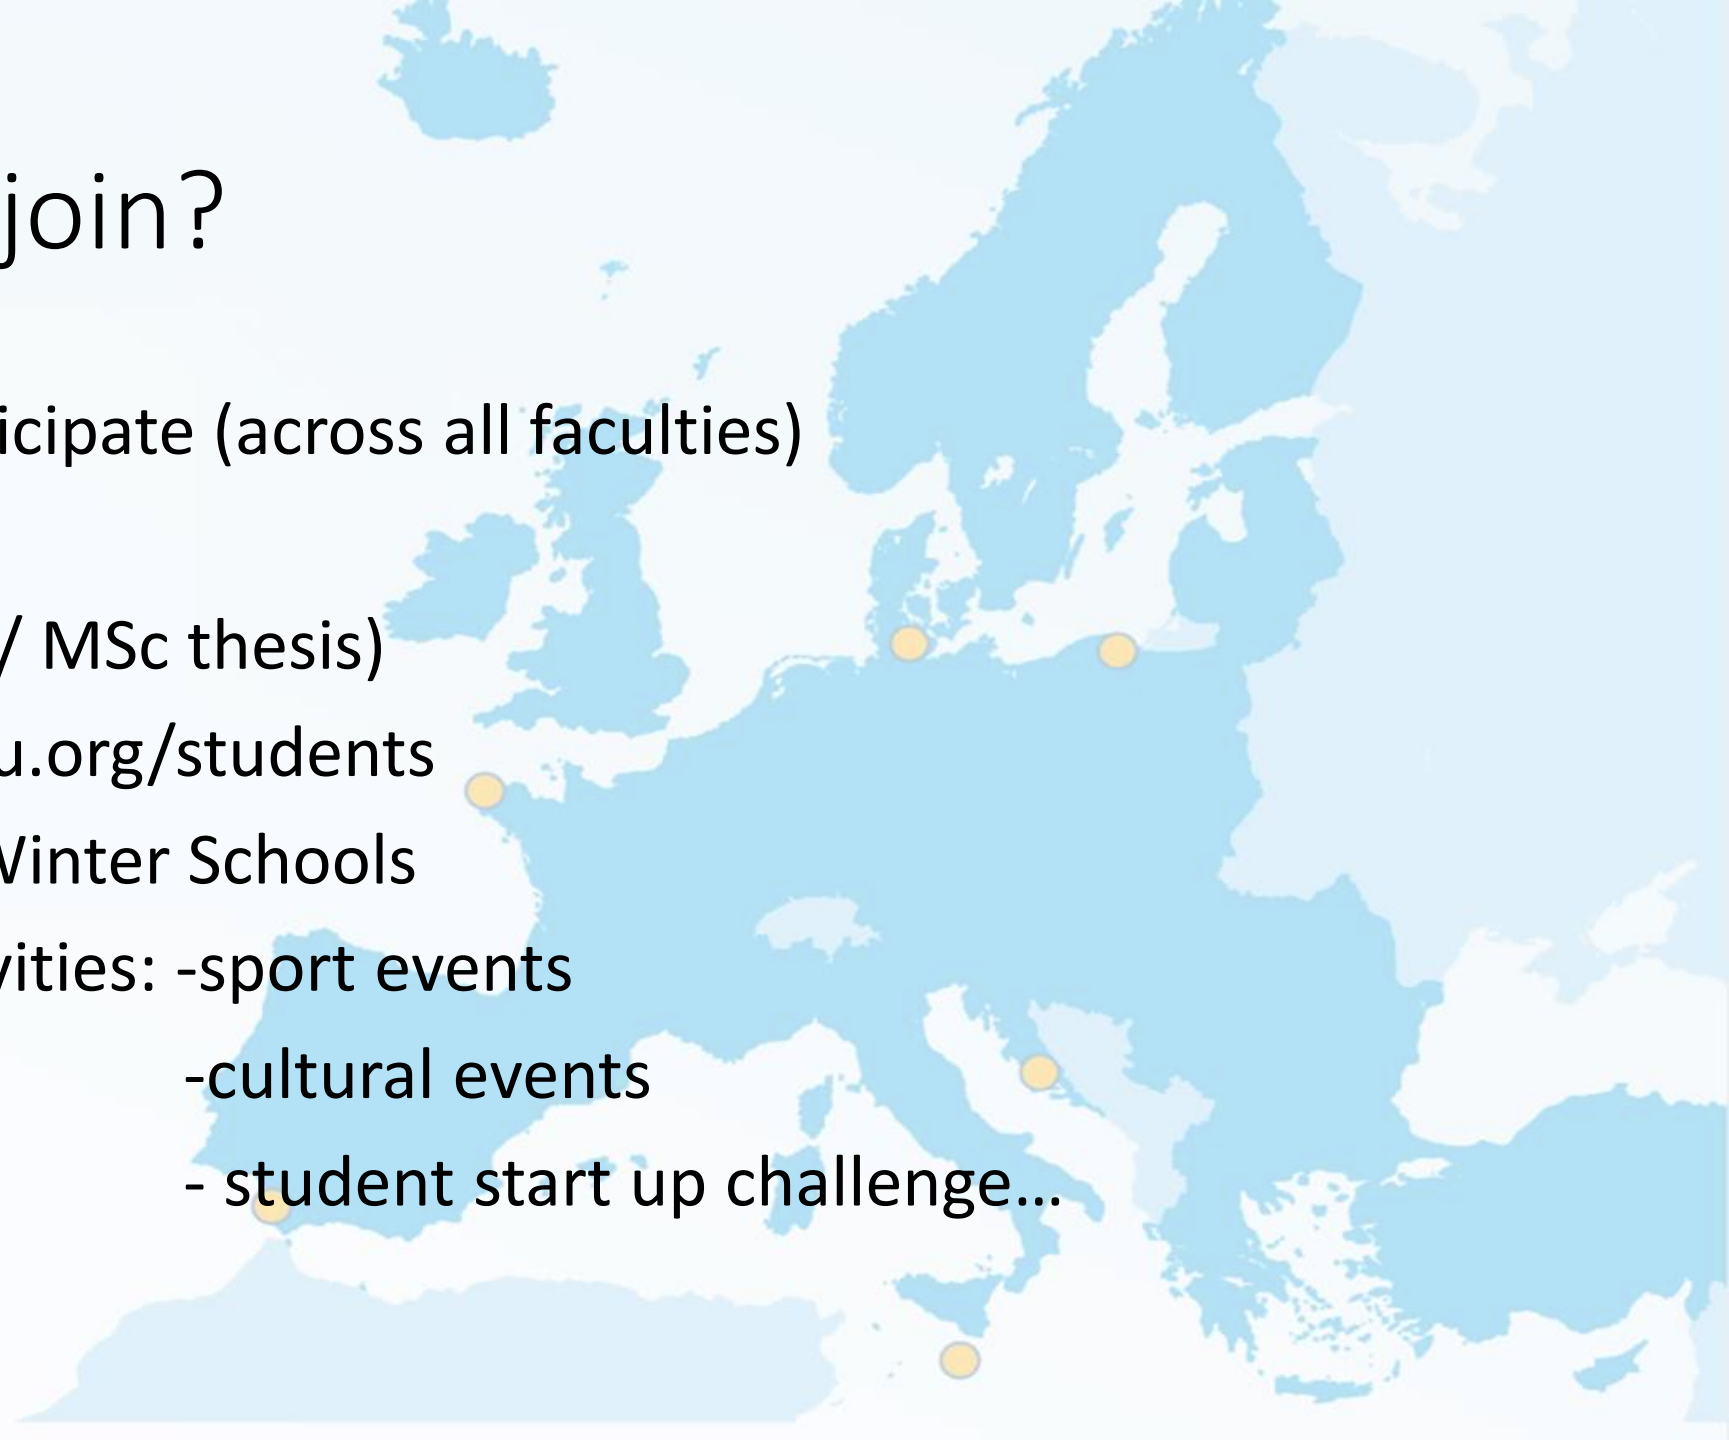 join?
icipate (across all faculties)
/ MSc thesis)
u.org/students
Winter Schools
vities: -sport events
-cultural events
- student start up challenge…